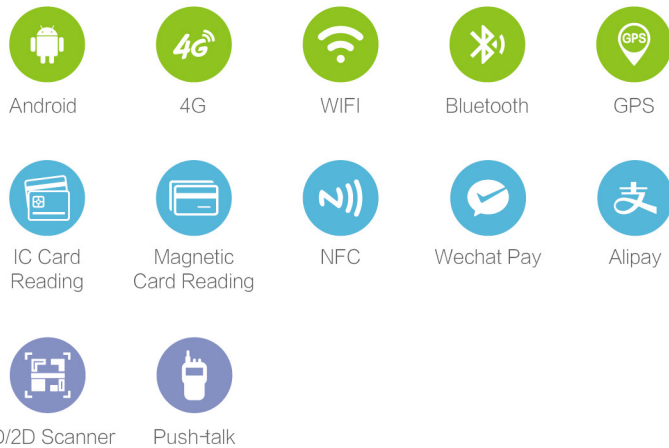 4G
GPS
Android
4G
WIFI
Bluetooth
GPS
IC Card
Reading
Magnetic
Card Reading
NFC
Wechat Pay
Alipay
支
D/2D Scanner
Push-talk